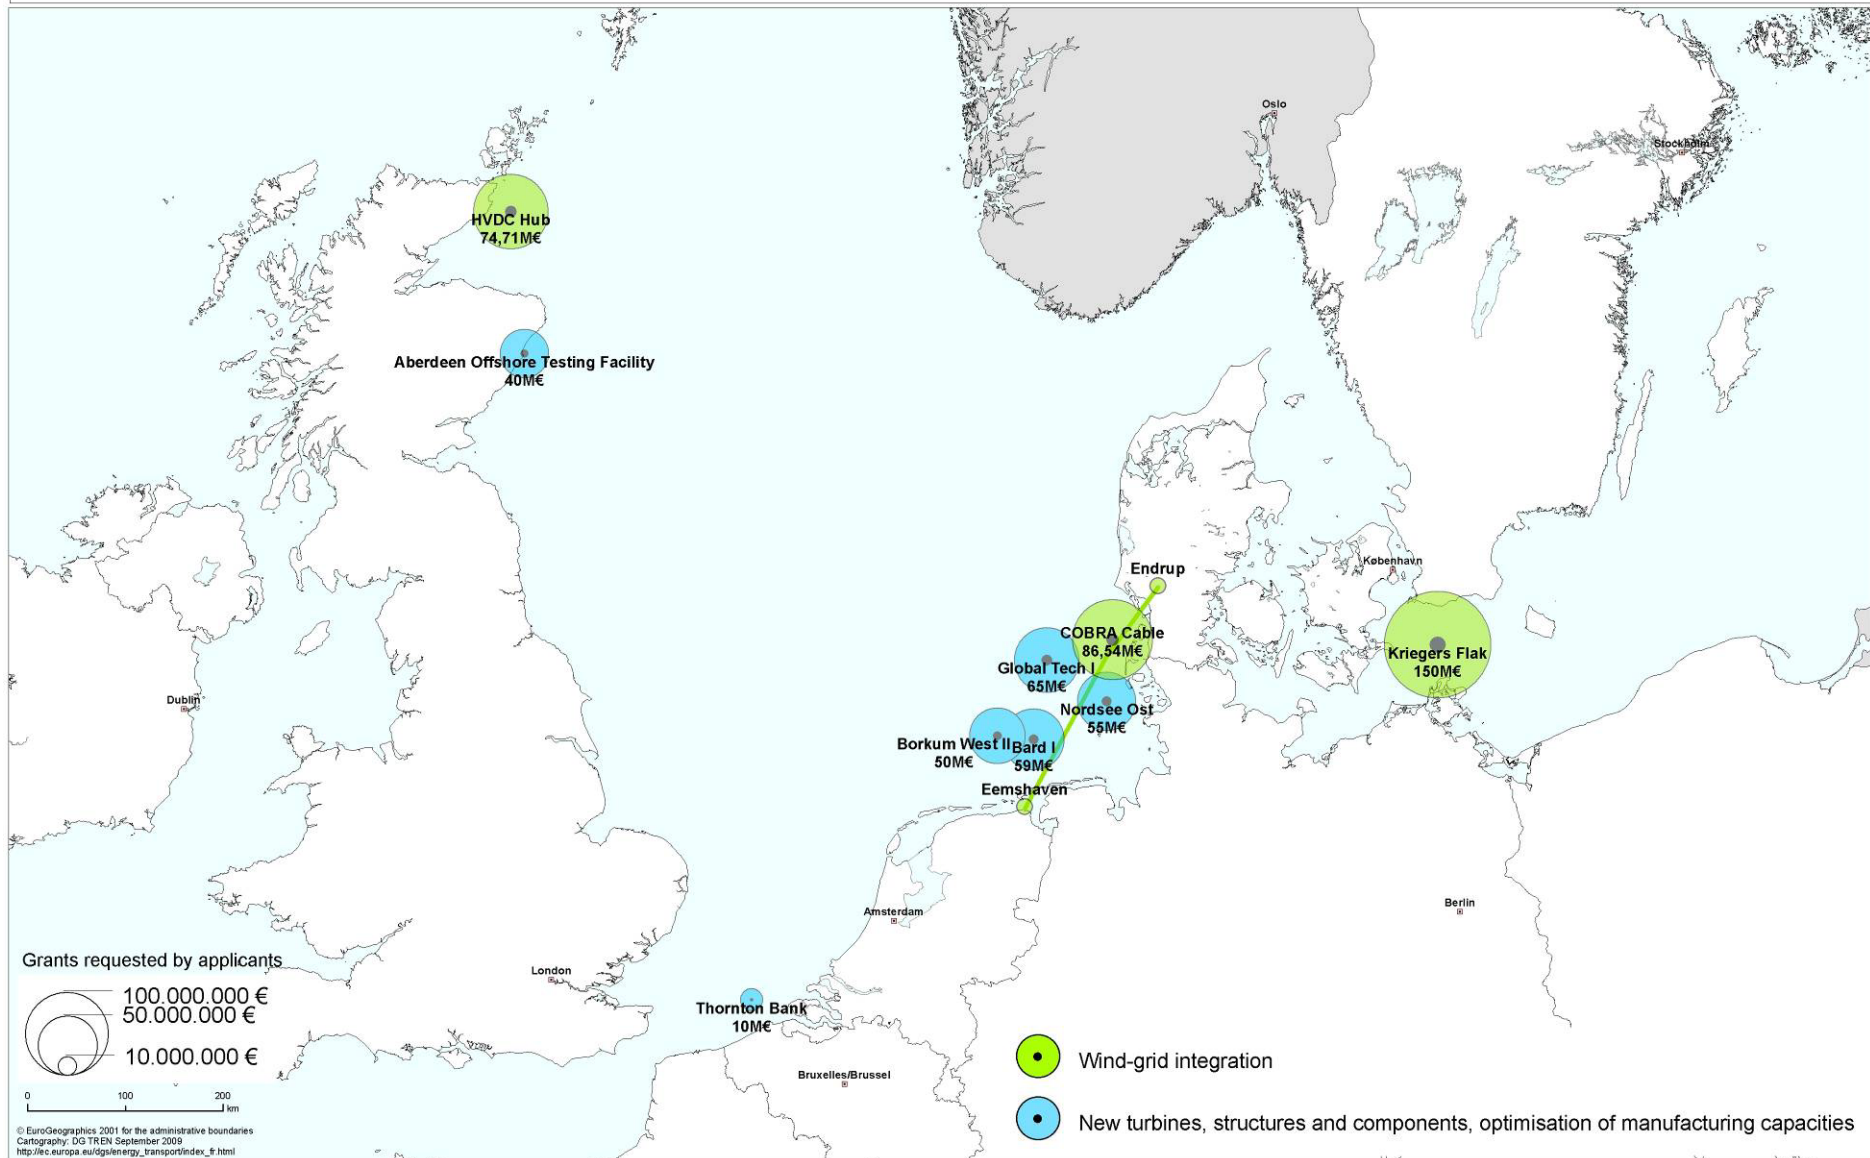 Oslo
Stockholm
HVDC Hub
74,71M€
Aberdeen Offshore Testing Facility
40M€
København
Endrup
COBRA Cable
86,54M€
Kriegers Flak
150M€
Global Tech I
65M€
Dublin
Nordsee Ost
55M€
Borkum West II
50M€
Bard I
59M€
Eemshaven
Amsterdam
Berlin
London
Thornton Bank
10M€
Bruxelles/Brussel
Grants requested by applicants
100.000.000 €
50.000.000 €
10.000.000 €
0 100 200
km
© EuroGeographics 2001 for the administrative boundaries
Cartography: DG TREN September 2009
http://ec.europa.eu/dgs/energy_transport/index_fr.html
Wind-grid integration
New turbines, structures and components, optimisation of manufacturing capacities